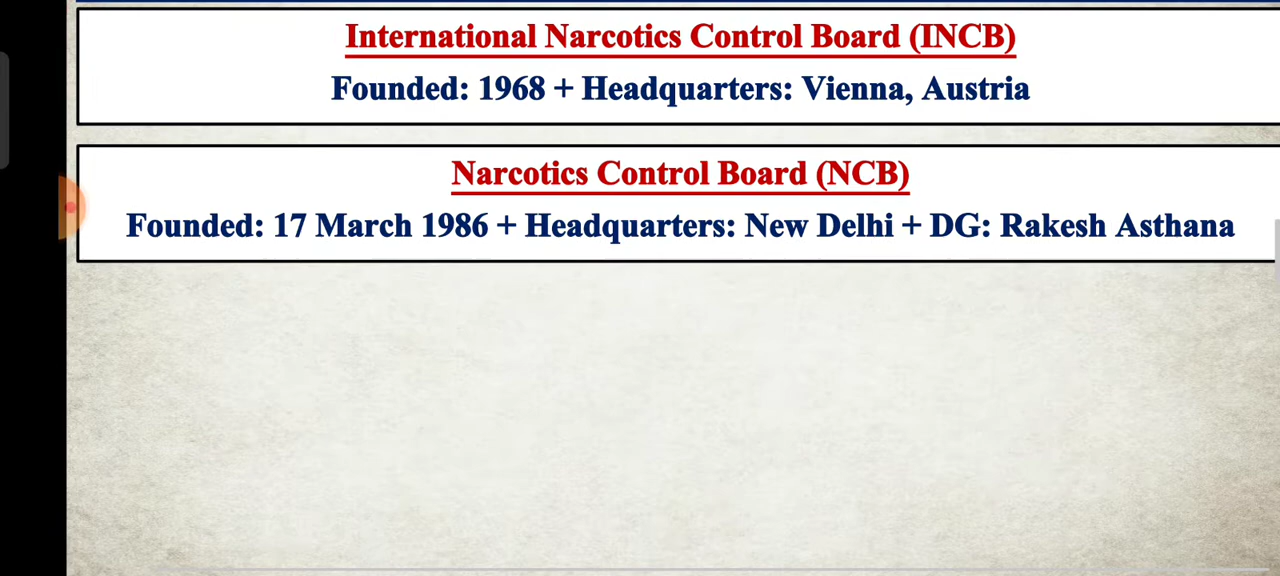 International Narcotics Control Board (INCB)
Founded: 1968 + Headquarters: Vienna, Austria
Narcotics Control Board (NCB)
Founded: 17 March 1986 + Headquarters: New Delhi + DG: Rakesh Asthana